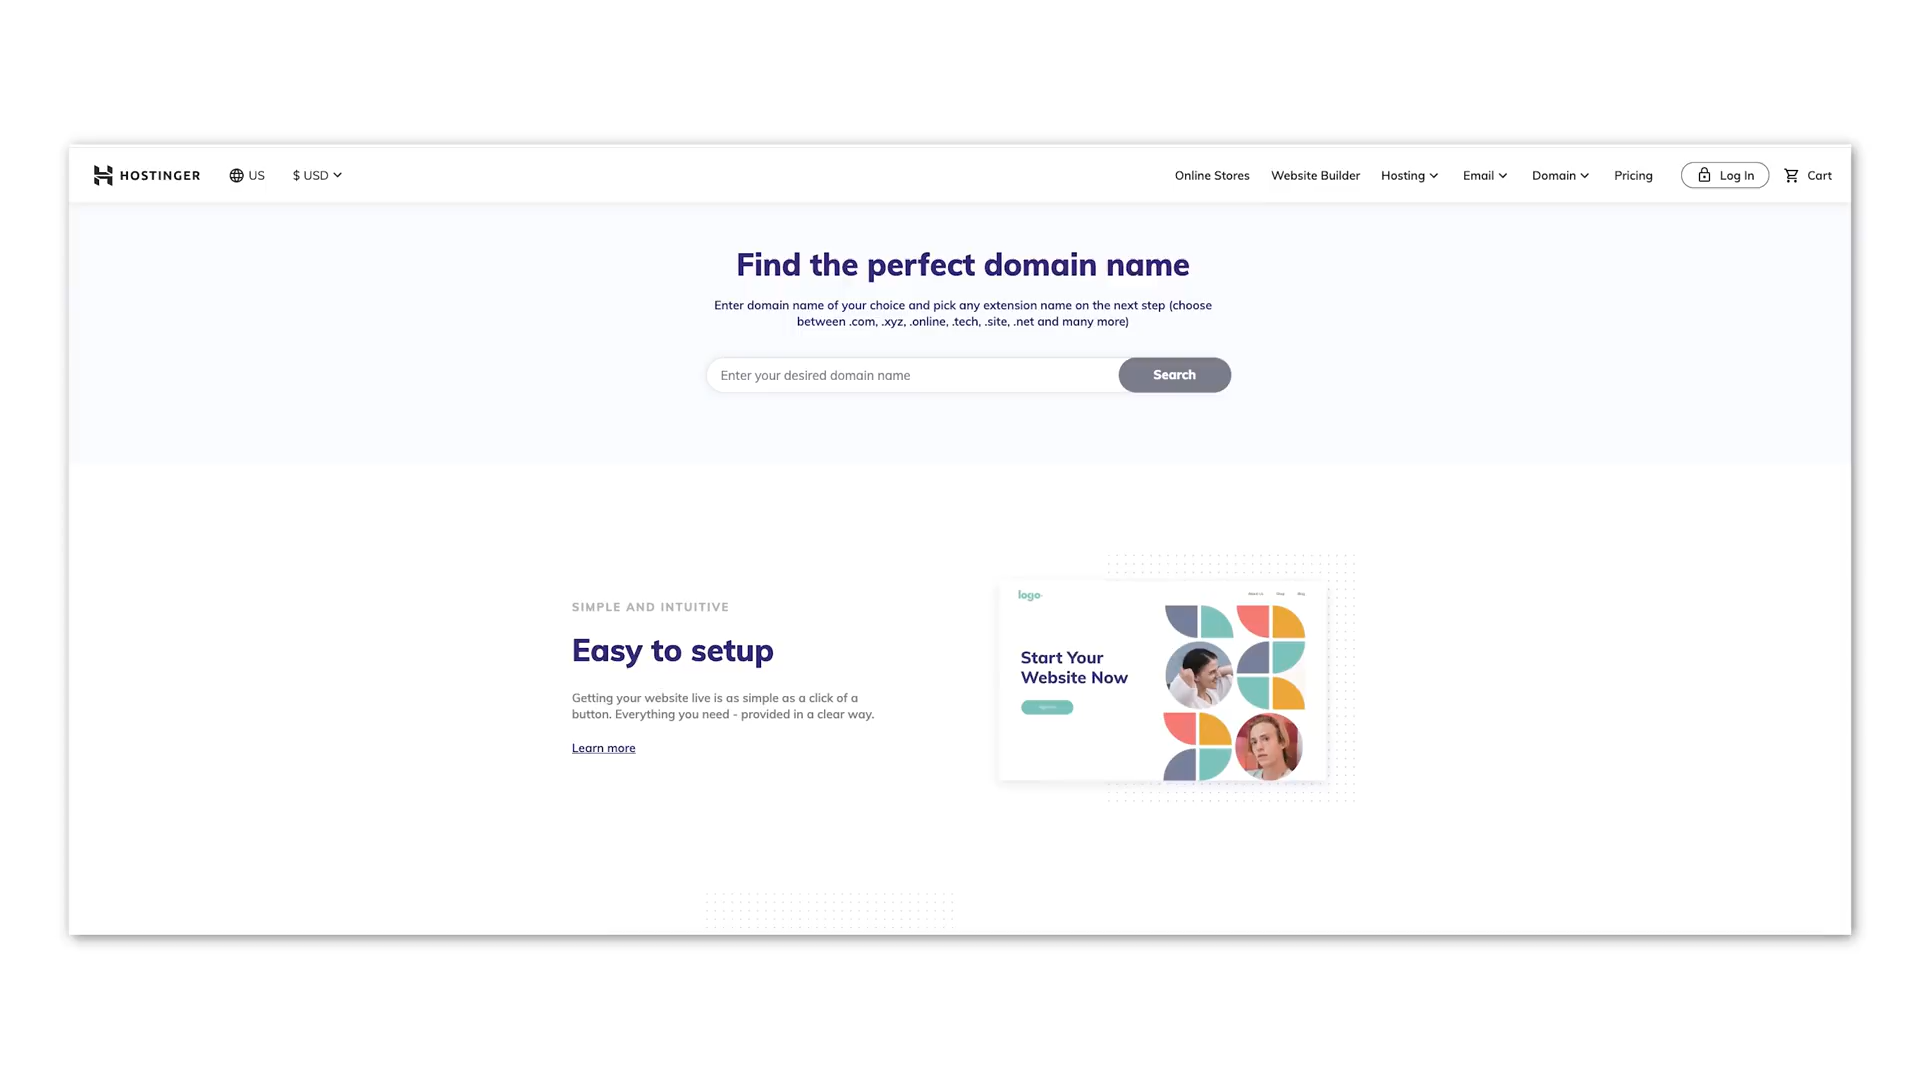 HOSTINGER US $ USD Online Stores Website Builder Hosting Email Domain Pricing Log In Cart
Find the perfect domain name
Enter domain name of your choice and pick any extension name on the next step (choose
between .com, .xyz, .online, .tech, .site, .net and many more)
Enter your desired domain name Search
SIMPLE AND INTUITIVE
Easy to setup
Getting your website live is as simple as a click of a
button. Everything you need - provided in a clear way.
Learn more
logo
Start Your
Website Now